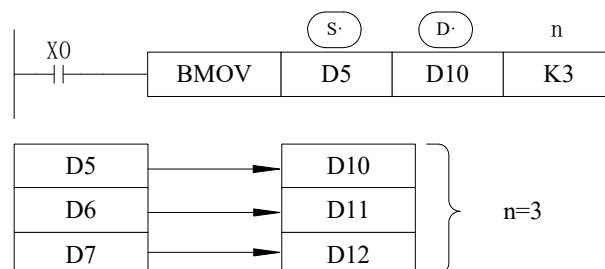 S· D· n
X0
BMOV D5 D10 K3
D5 D10
D6 D11 n=3
D7 D12